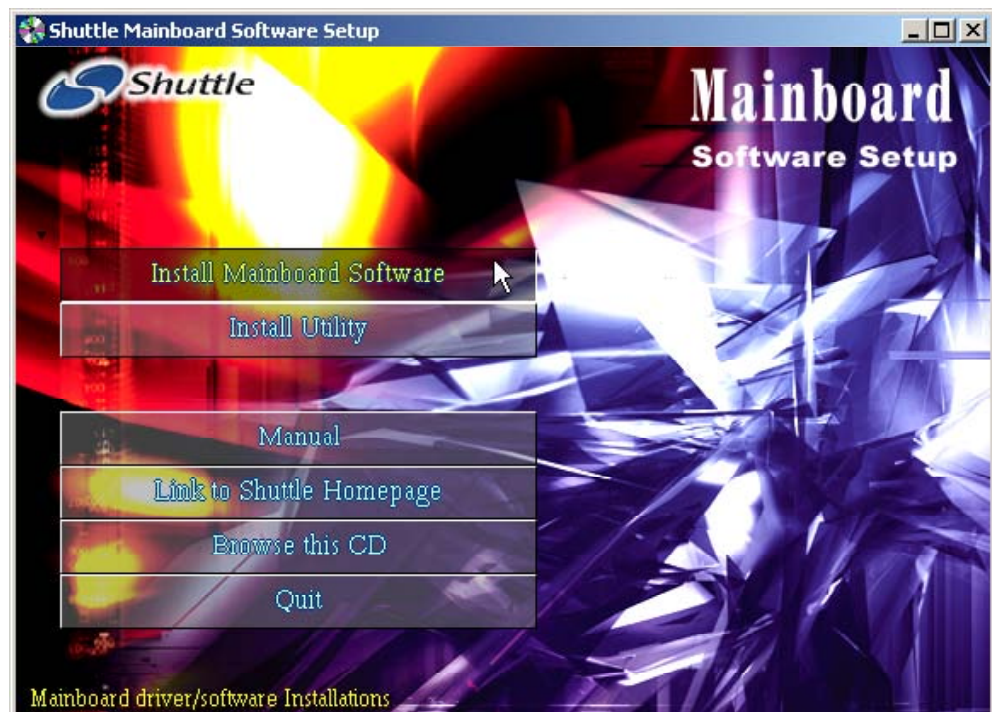 Shuttle Mainboard Software Setup
Shuttle
Mainboard
Software Setup
Install Mainboard Software
Install Utility
Manual
Link to Shuttle Homepage
Browse this CD
Quit
Mainboard driver/software Installations